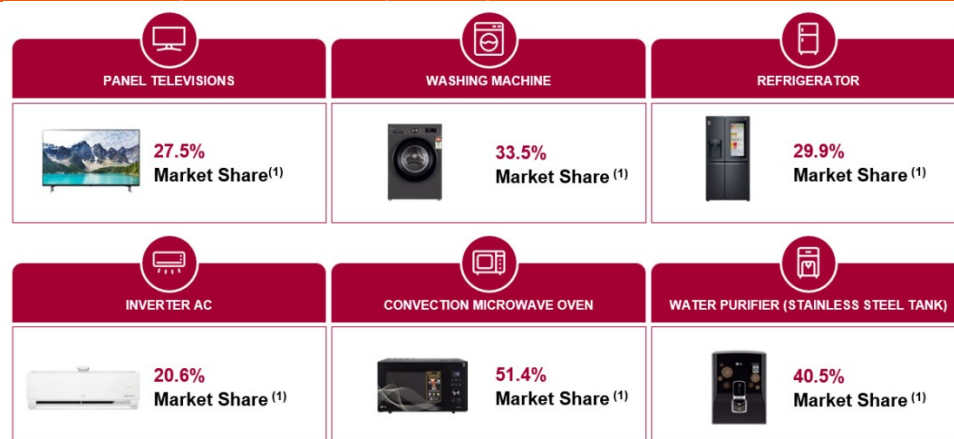 PANEL TELEVISIONS
WASHING MACHINE
REFRIGERATOR
27.5%
Market Share(1)
33.5%
Market Share (1)
29.9%
Market Share (1)
INVERTER AC
CONVECTION MICROWAVE OVEN
WATER PURIFIER (STAINLESS STEEL TANK)
20.6%
Market Share (1)
51.4%
Market Share (1)
40.5%
Market Share (1)